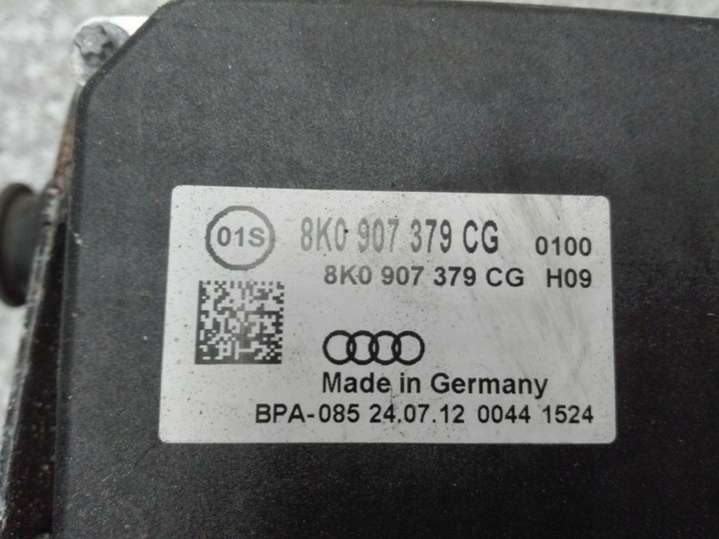 01S 8K0 907 379 CG 0100
8K0 907 379 CG H09
Made in Germany
BPA-085 24.07.12 0044 1524